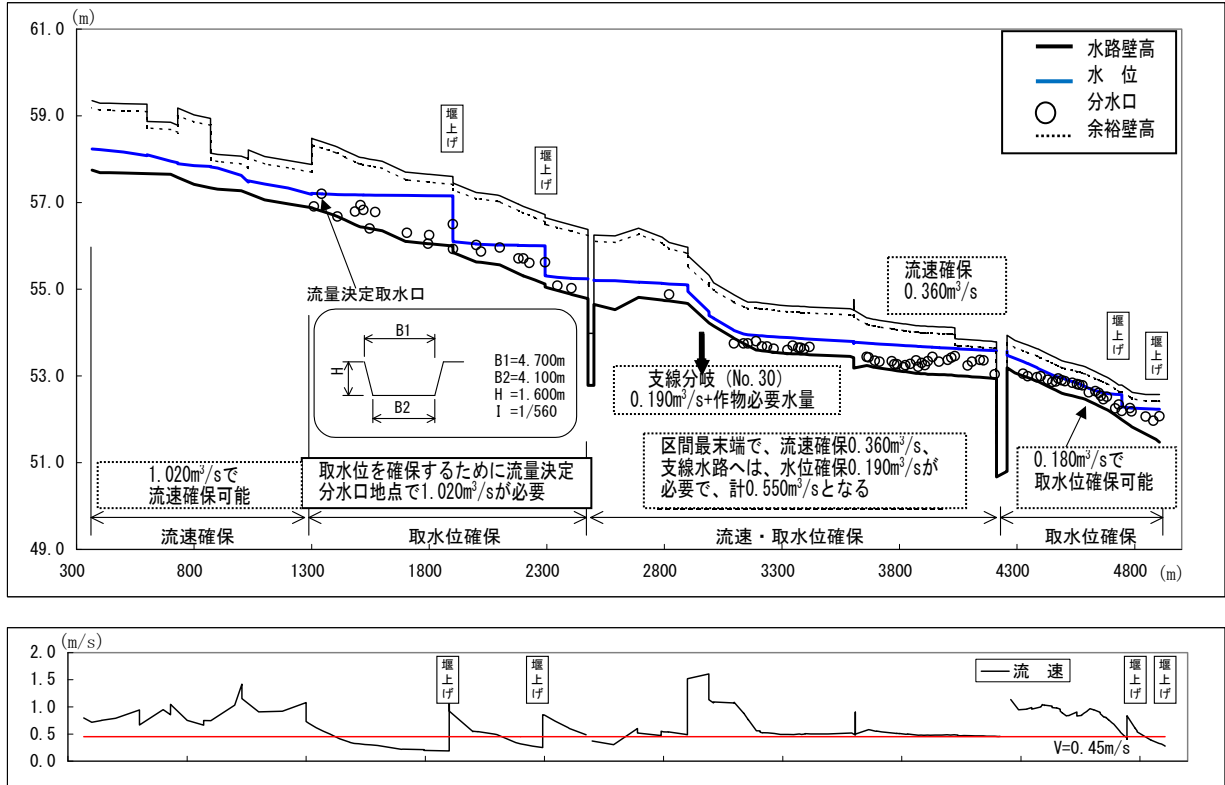 (m)
61.0
59.0
57.0
55.0
53.0
51.0
49.0
水路壁高
水 位
分水口
余裕壁高
堰上げ
堰上げ
堰上げ
堰上げ
流量決定取水口
B1
H
B2
B1=4.700m
B2=4.100m
H =1.600m
I =1/560
流速確保
0.360m³/s
支線分岐（No.30）
0.190m³/s+作物必要水量
1.020m³/sで
流速確保可能
取水位を確保するために流量決定
分水口地点で1.020m³/sが必要
区間最末端で、流速確保0.360m³/s、
支線水路へは、水位確保0.190m³/sが
必要で、計0.550m³/sとなる
0.180m³/sで
取水位確保可能
流速確保
取水位確保
流速・取水位確保
取水位確保
300
800
1300
1800
2300
2800
3300
3800
4300
4800
(m)
(m/s)
2.0
1.5
1.0
0.5
0.0
堰上げ
堰上げ
流 速
堰上げ
堰上げ
V=0.45m/s